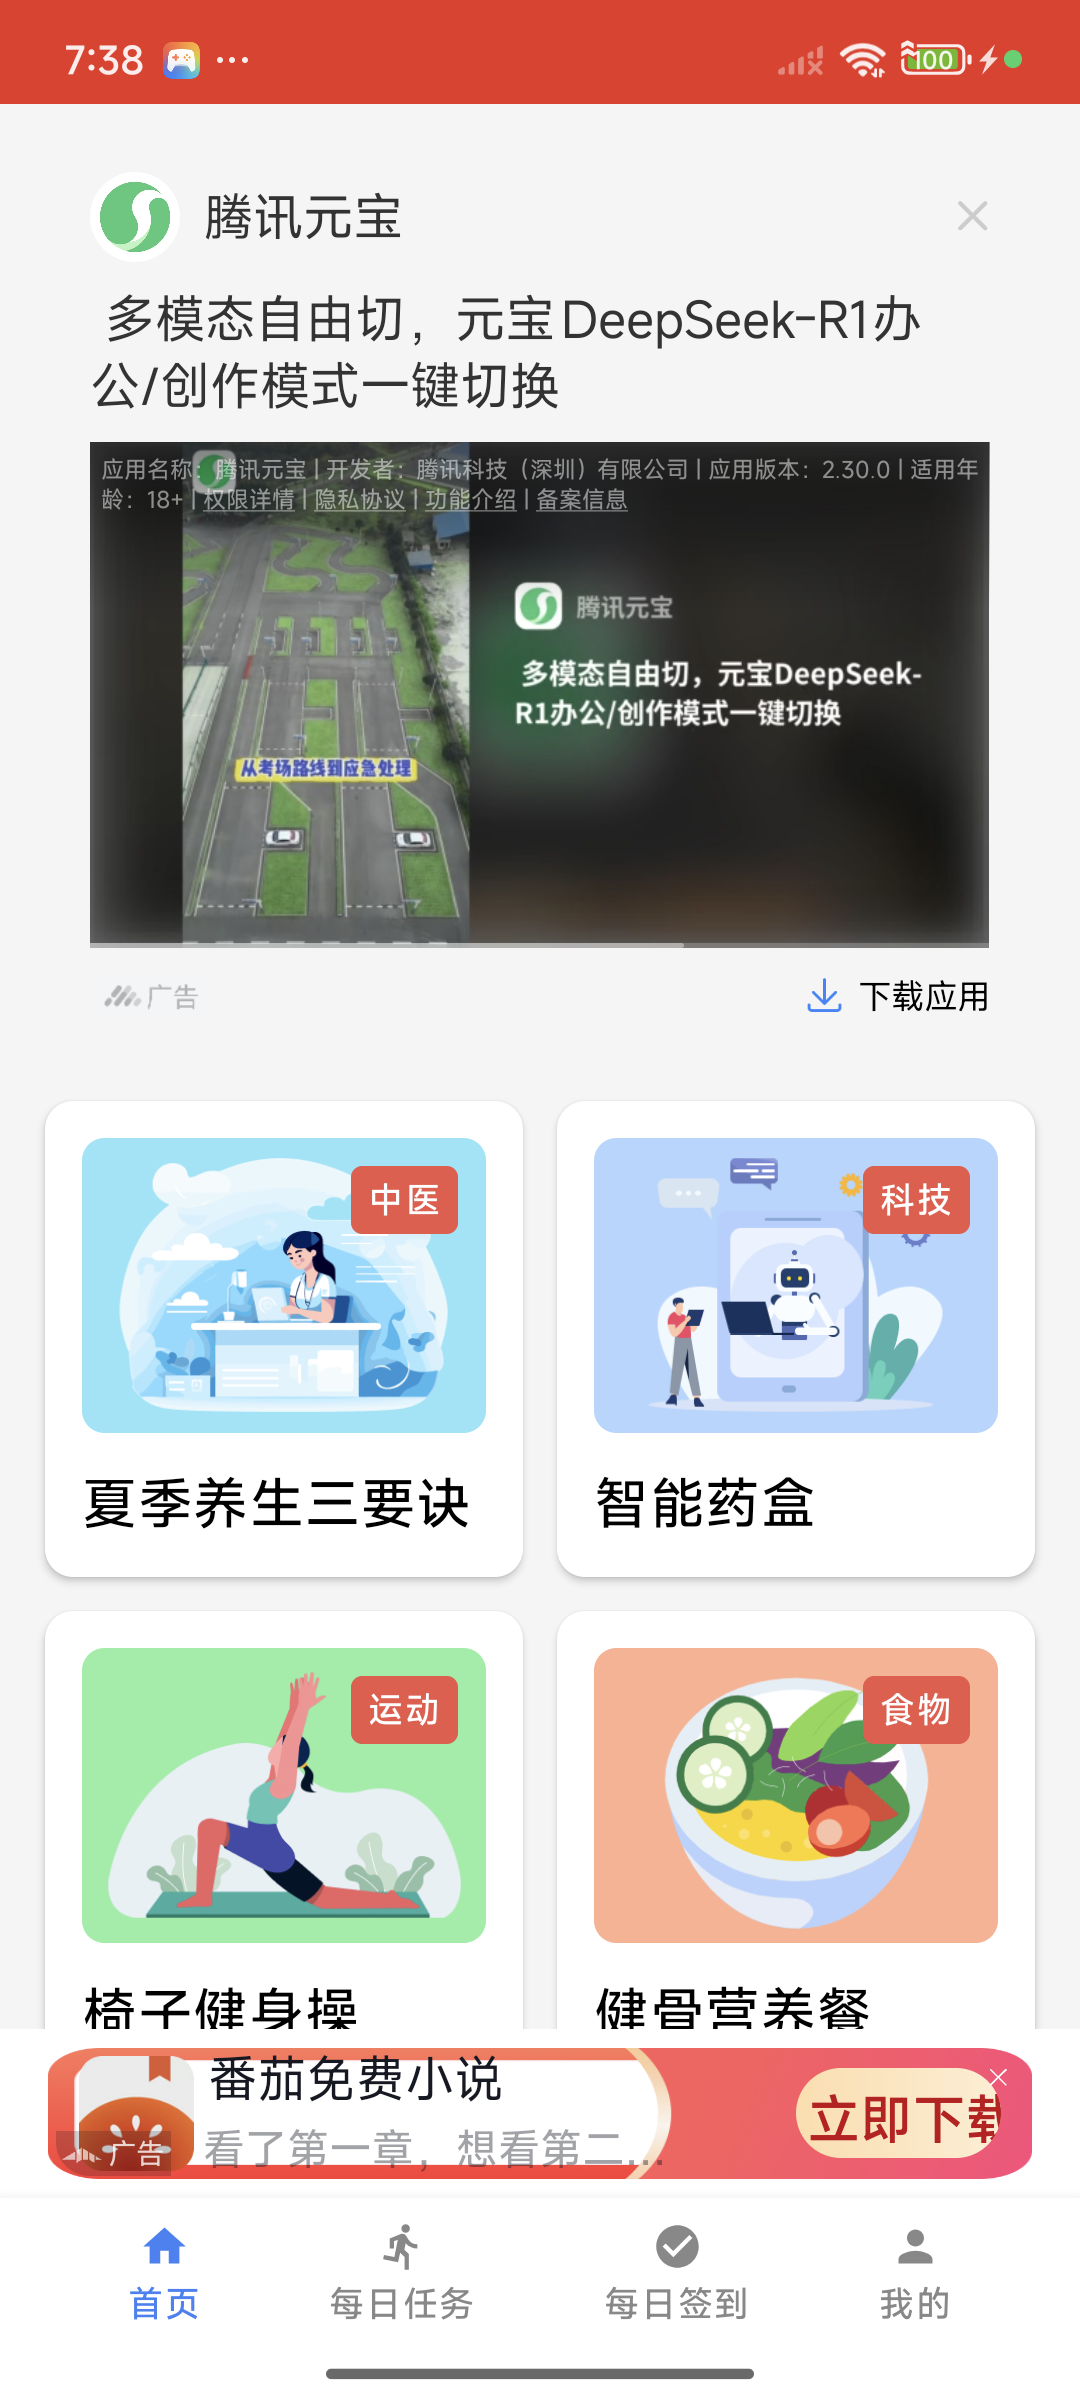 7:38
100
腾讯元宝
多模态自由切，元宝DeepSeek-R1办
公/创作模式一键切换
应用名称：腾讯元宝 | 开发者：腾讯科技（深圳）有限公司 | 应用版本：2.30.0 | 适用年
龄：18+ | 权限详情 | 隐私协议 | 功能介绍 | 备案信息
腾讯元宝
多模态自由切，元宝DeepSeek-
R1办公/创作模式一键切换
从考场路线到应急处理
广告
下载应用
中医
科技
夏季养生三要诀
智能药盒
运动
食物
椅子健身操
健骨营养餐
番茄免费小说
看了第一章，想看第二...
广告
立即下载
首页
每日任务
每日签到
我的